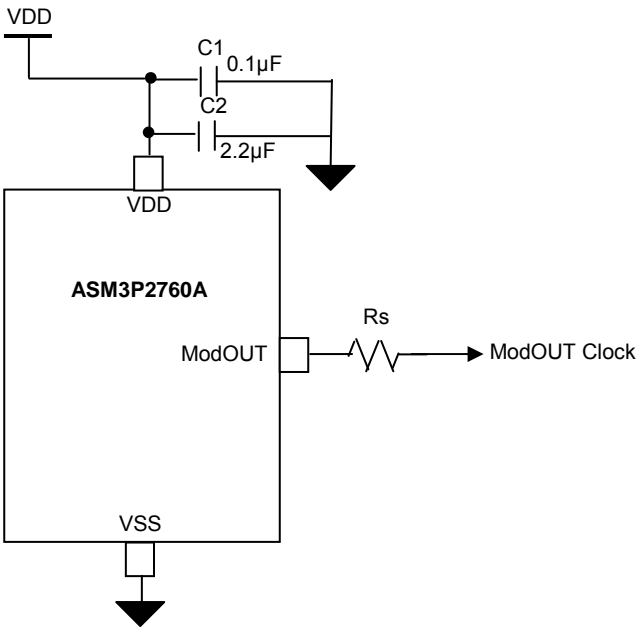 VDD
C1
0.1µF
C2
2.2µF
VDD
ASM3P2760A
Rs
ModOUT
ModOUT Clock
VSS